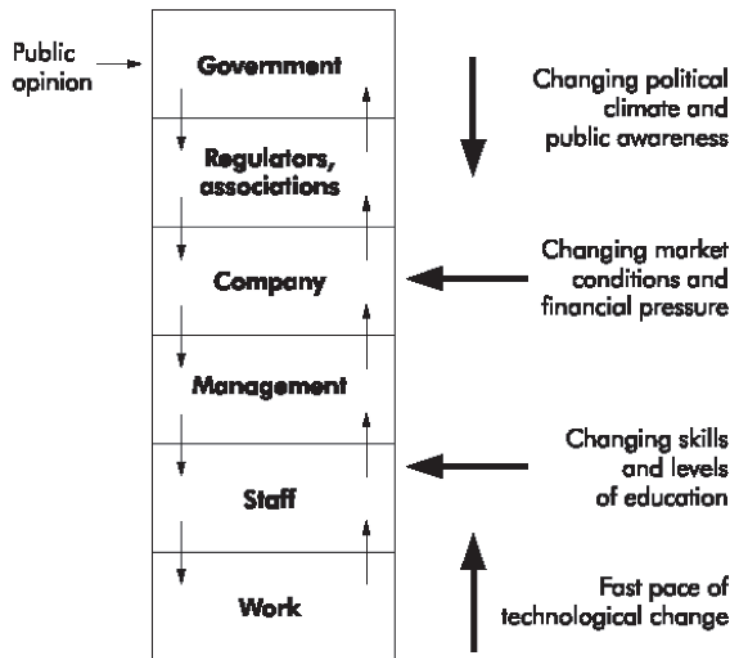 Public
opinion
Government
Changing political
climate and
public awareness
Regulators,
associations
Company
Changing market
conditions and
financial pressure
Management
Staff
Changing skills
and levels
of education
Work
Fast pace of
technological change